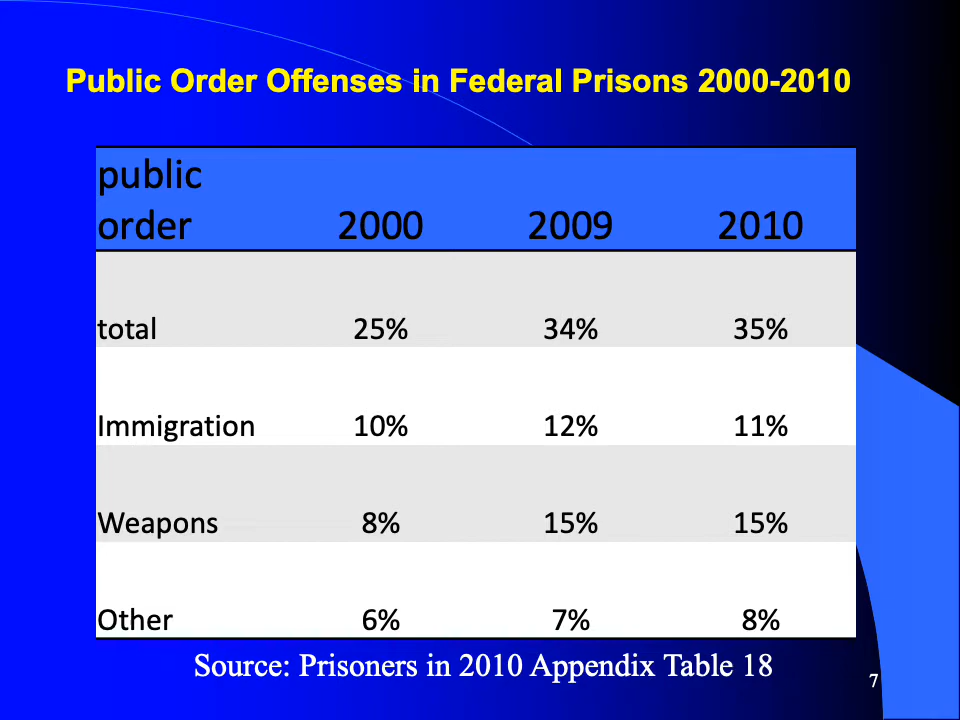 Public Order Offenses in Federal Prisons 2000-2010
public
order 2000 2009 2010
total 25% 34% 35%
Immigration 10% 12% 11%
Weapons 8% 15% 15%
Other 6% 7% 8%
Source: Prisoners in 2010 Appendix Table 18
7